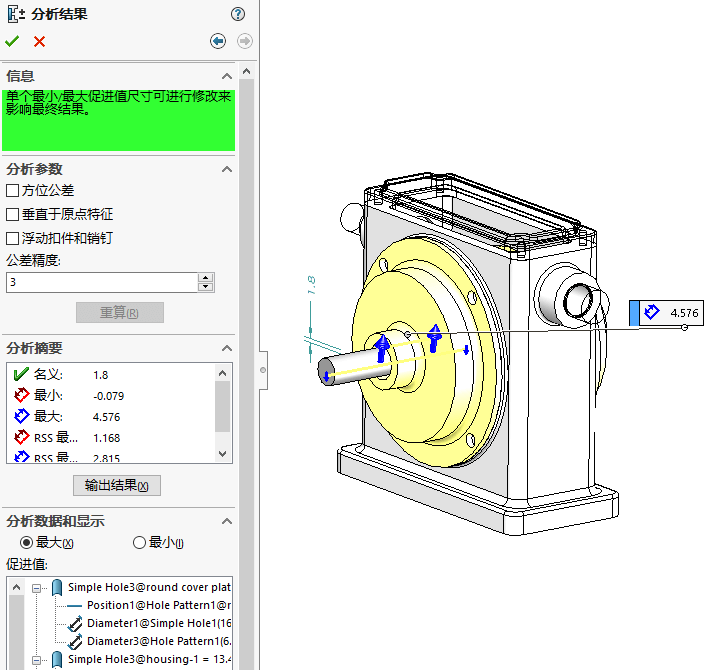 分析结果
信息
单个最小/最大促进值尺寸可进行修改来
影响最终结果。
分析参数
方位公差
垂直于原点特征
浮动扣件和销钉
公差精度:
3
重算(R)
分析摘要
名义: 1.8
最小: -0.079
最大: 4.576
RSS 最... 1.168
RSS 最... 2.815
输出结果(X)
分析数据和显示
最大(X) 最小(I)
促进值:
Simple Hole3@round cover plat
Position1@Hole Pattern1@r
Diameter1@Simple Hole1(16
Diameter3@Hole Pattern1(6.
Simple Hole3@housing-1 = 13.4
1.8
4.576